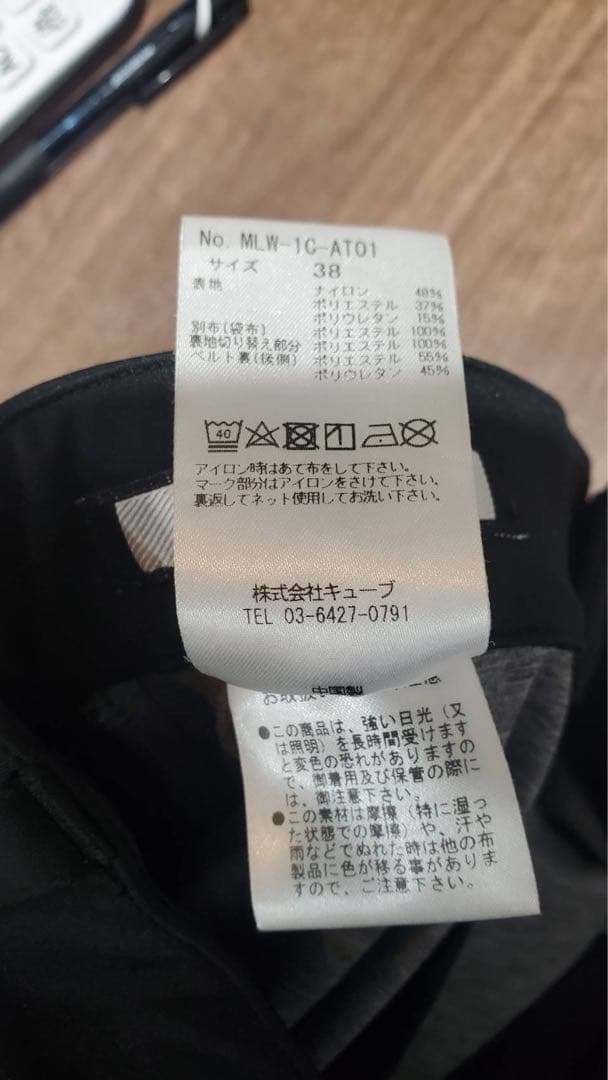 No. MLW-1C-AT01
サイズ 38
表地 ナイロン 48%
ポリエステル 37%
ポリウレタン 15%
別布(袋布) ポリエステル 100%
裏地切り替え部分 ポリエステル 100%
ベルト裏(後側) ポリエステル 55%
ポリウレタン 45%
40
アイロン時はあて布をして下さい。
マーク部分はアイロンをさけて下さい。
裏返してネット使用してお洗い下さい。
株式会社キューブ
TEL 03-6427-0791
中国製
●この商品は、強い日光(又
は照明)を長時間受けます
と変色の恐れがありますの
で、御着用及び保管の際に
は、御注意下さい。
●この素材は摩擦(特に湿っ
た状態での摩擦)や、汗や
雨などでぬれた時は他の布
製品に色が移る事がありま
すので、ご注意下さい。